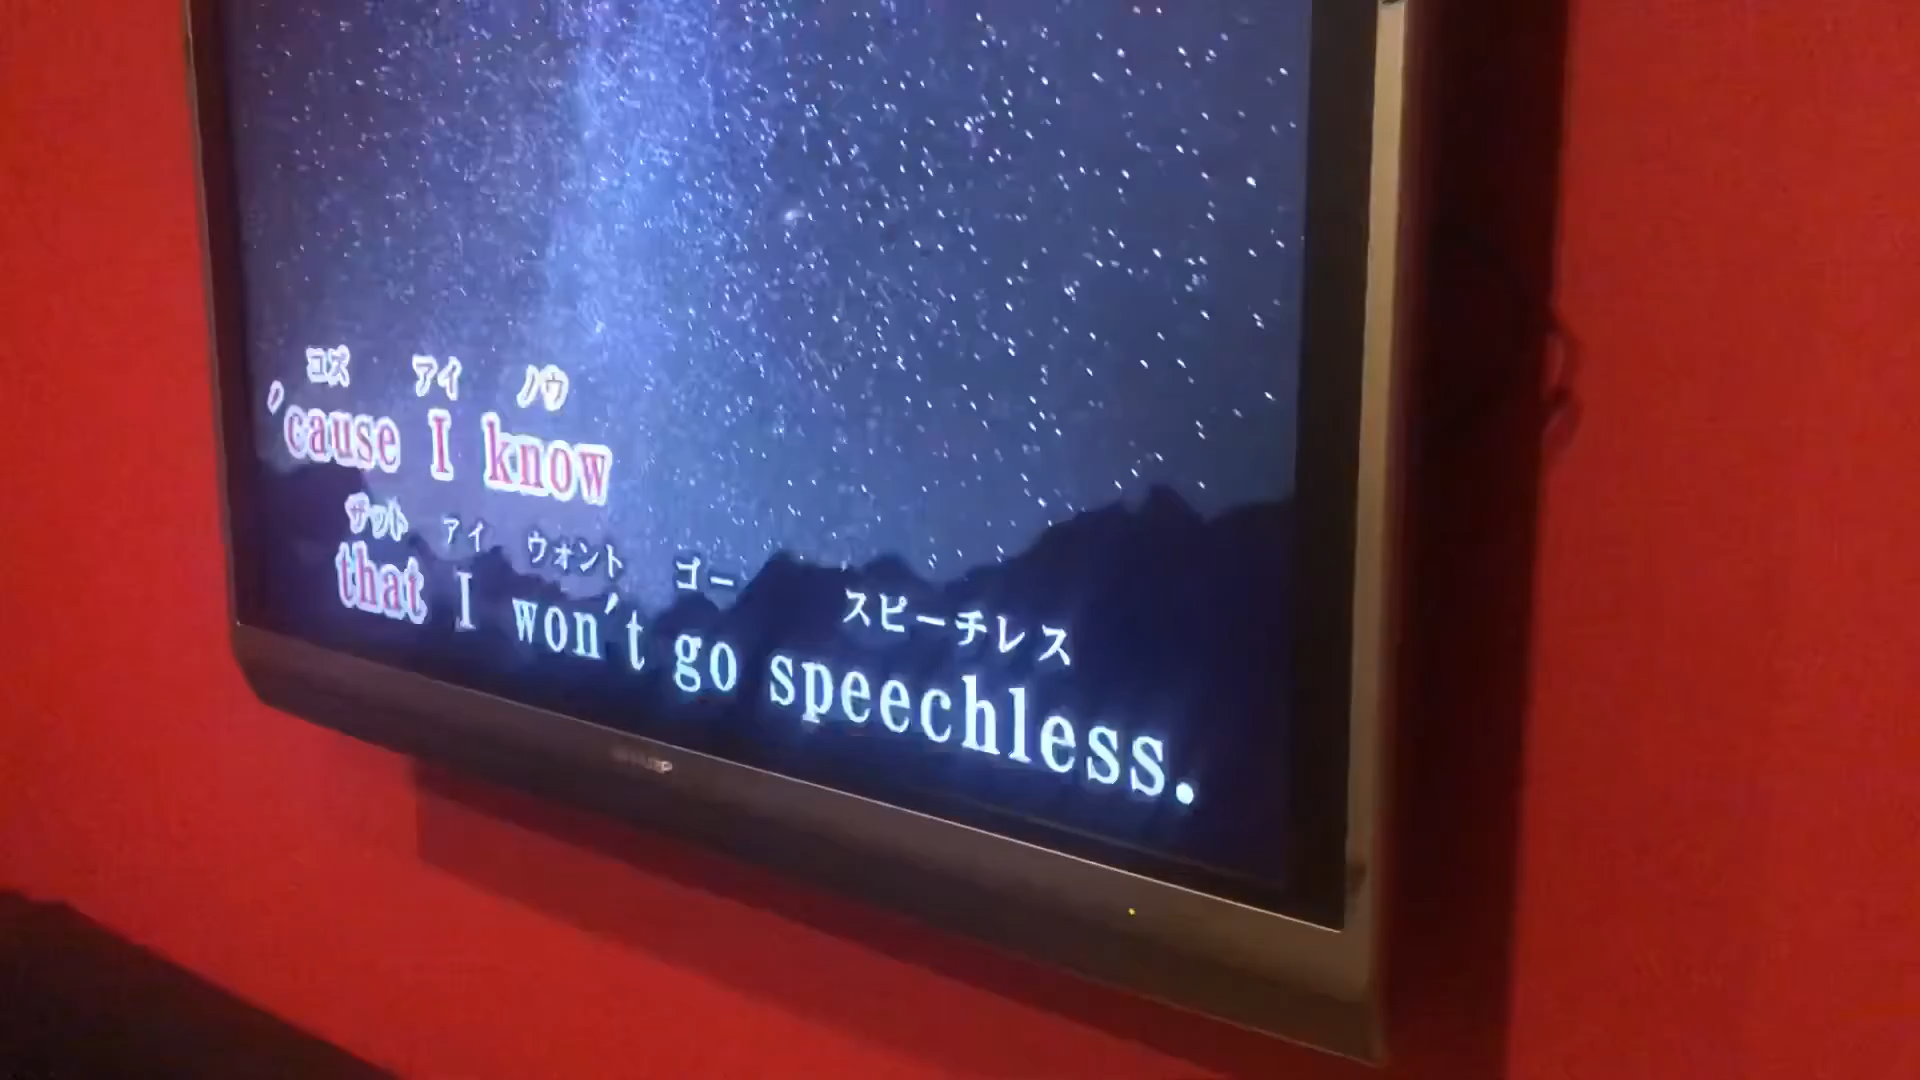 コズ アイ ノウ
'cause I know
ザット アイ ウォント ゴー スピーチレス
that I won't go speechless.
SHARP